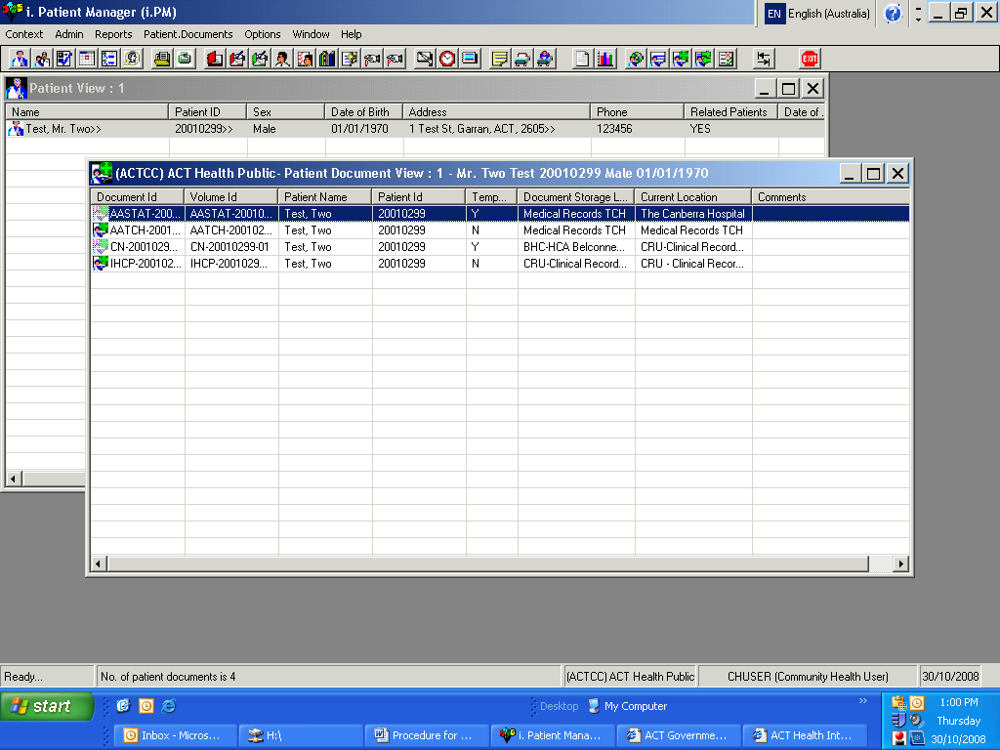 i. Patient Manager (i.PM)
EN English (Australia)
Context Admin Reports Patient.Documents Options Window Help
EXIT
Patient View : 1
Name Patient ID Sex Date of Birth Address Phone Related Patients Date of .
Test, Mr. Two>> 20010299>> Male 01/01/1970 1 Test St, Garran, ACT, 2605>> 123456 YES
(ACTCC) ACT Health Public- Patient Document View : 1 - Mr. Two Test 20010299 Male 01/01/1970
Document Id Volume Id Patient Name Patient Id Temp... Document Storage L... Current Location Comments
AASTAT-200... AASTAT-20010... Test, Two 20010299 Y Medical Records TCH The Canberra Hospital
AATCH-2001... AATCH-200102... Test, Two 20010299 N Medical Records TCH Medical Records TCH
CN-2001029... CN-20010299-01 Test, Two 20010299 Y BHC-HCA Belconne... CRU-Clinical Record...
IHCP-200102... IHCP-2001029... Test, Two 20010299 N CRU-Clinical Record... CRU - Clinical Recor...
Ready... No. of patient documents is 4 (ACTCC) ACT Health Public CHUSER (Community Health User) 30/10/2008
start Desktop My Computer » 1:00 PM
Thursday
Inbox - Micros... H:\ Procedure for ... i. Patient Mana... ACT Governme... ACT Health Int... 30/10/2008